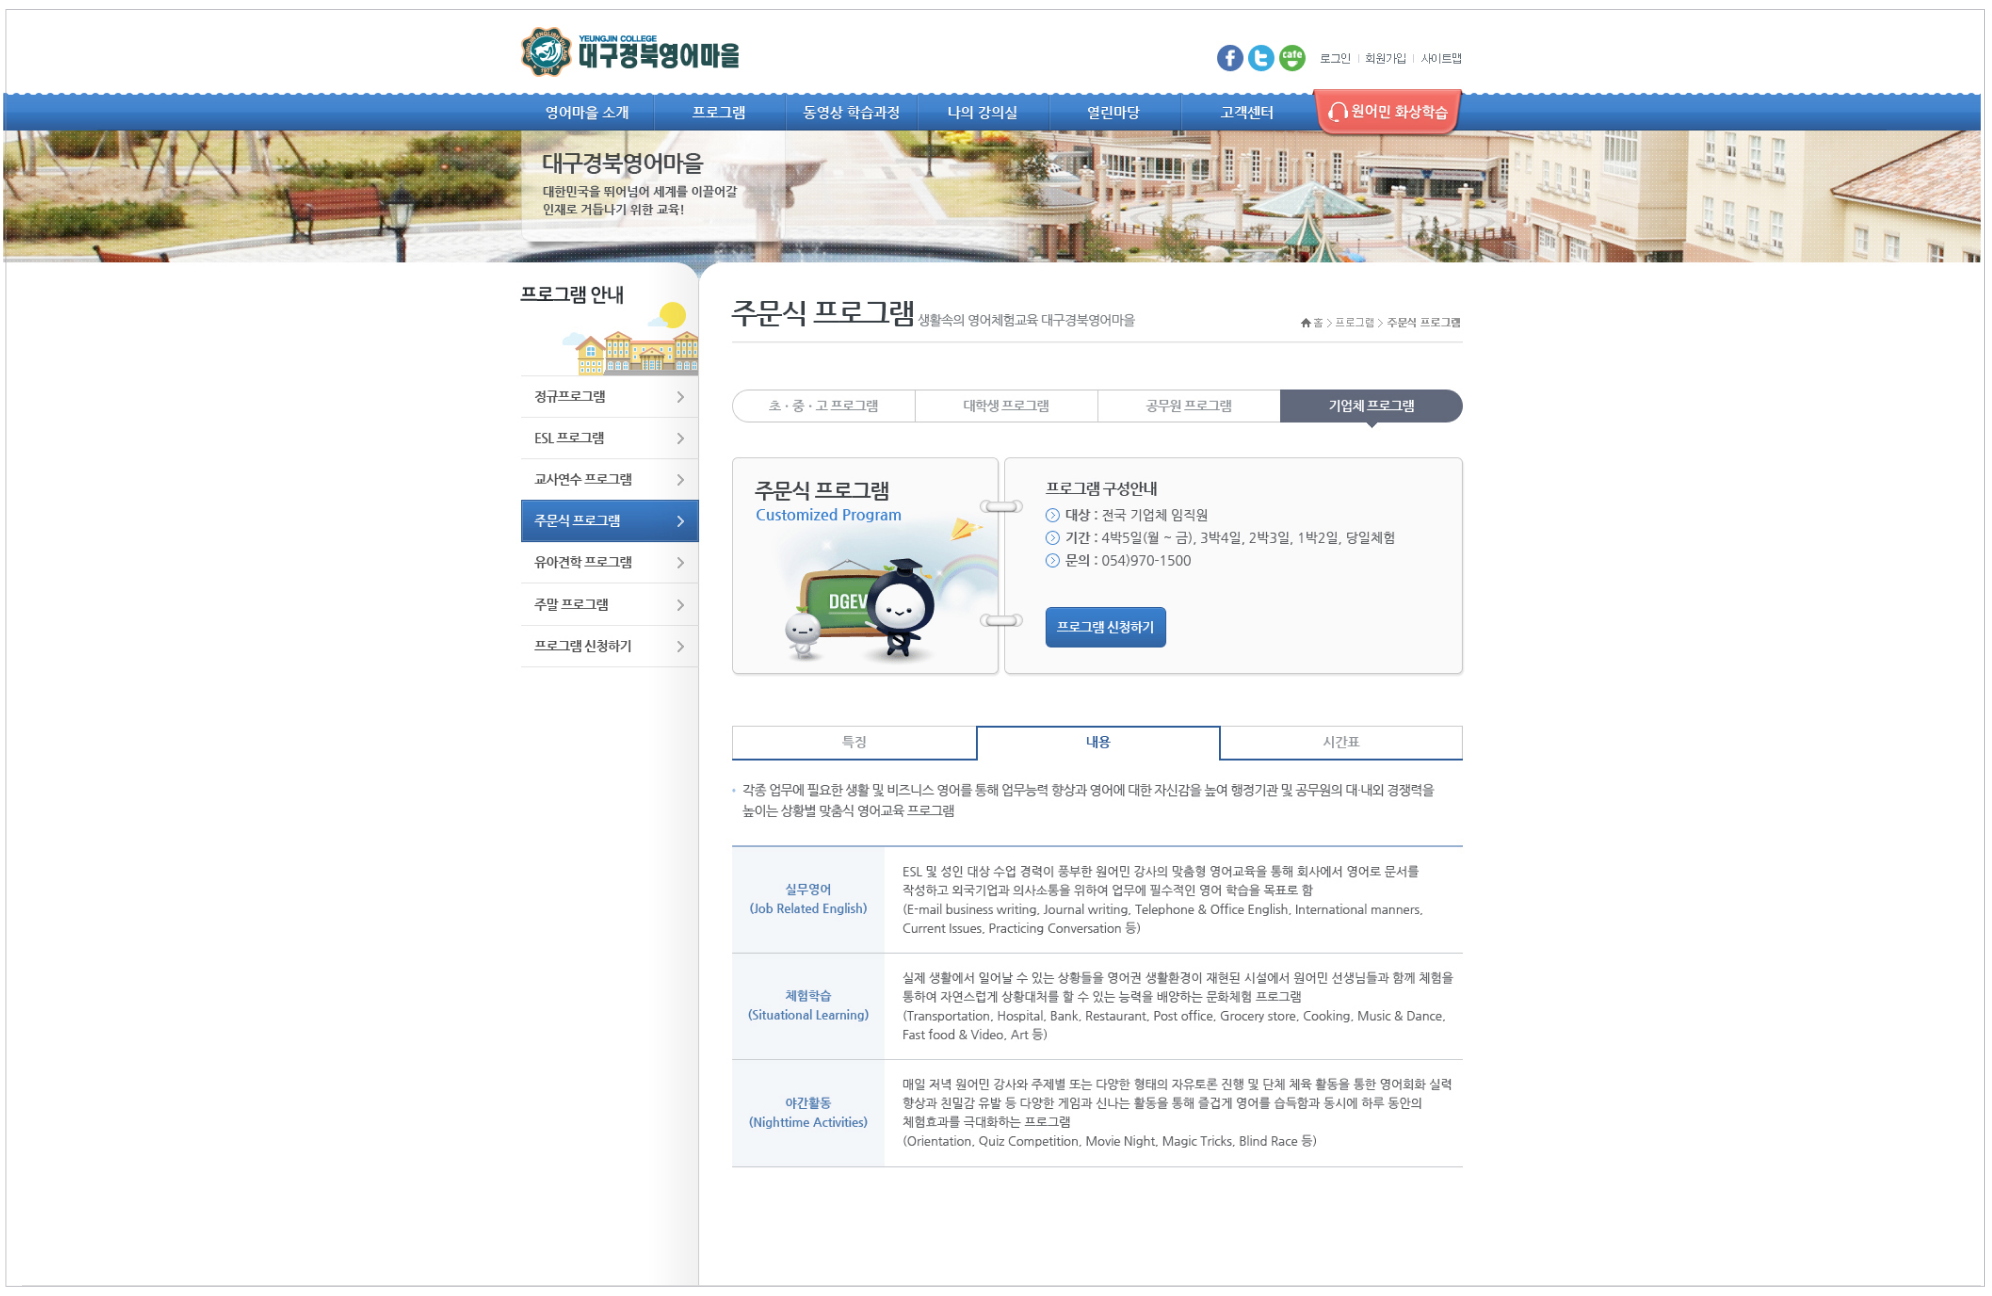 YEUNGJIN COLLEGE
대구경북영어마을
cafe
로그인
회원가입
사이트맵
영어마을 소개
프로그램
동영상 학습과정
나의 강의실
열린마당
고객센터
원어민 화상학습
대구경북영어마을
대한민국을 뛰어넘어 세계를 이끌어갈
인재로 거듭나기 위한 교육!
프로그램 안내
정규프로그램
ESL 프로그램
교사연수 프로그램
주문식 프로그램
유아견학 프로그램
주말 프로그램
프로그램 신청하기
주문식 프로그램 생활속의 영어체험교육 대구경북영어마을
홈 > 프로그램 > 주문식 프로그램
초 · 중 · 고 프로그램
대학생 프로그램
공무원 프로그램
기업체 프로그램
주문식 프로그램
Customized Program
DGEV
프로그램 구성안내
대상 : 전국 기업체 임직원
기간 : 4박5일(월 ~ 금), 3박4일, 2박3일, 1박2일, 당일체험
문의 : 054)970-1500
프로그램 신청하기
특징
내용
시간표
각종 업무에 필요한 생활 및 비즈니스 영어를 통해 업무능력 향상과 영어에 대한 자신감을 높여 행정기관 및 공무원의 대·내외 경쟁력을
높이는 상황별 맞춤식 영어교육 프로그램
실무영어
(Job Related English)
ESL 및 성인 대상 수업 경력이 풍부한 원어민 강사의 맞춤형 영어교육을 통해 회사에서 영어로 문서를
작성하고 외국기업과 의사소통을 위하여 업무에 필수적인 영어 학습을 목표로 함
(E-mail business writing, Journal writing, Telephone & Office English, International manners,
Current Issues, Practicing Conversation 등)
체험학습
(Situational Learning)
실제 생활에서 일어날 수 있는 상황들을 영어권 생활환경이 재현된 시설에서 원어민 선생님들과 함께 체험을
통하여 자연스럽게 상황대처를 할 수 있는 능력을 배양하는 문화체험 프로그램
(Transportation, Hospital, Bank, Restaurant, Post office, Grocery store, Cooking, Music & Dance,
Fast food & Video, Art 등)
야간활동
(Nighttime Activities)
매일 저녁 원어민 강사와 주제별 또는 다양한 형태의 자유토론 진행 및 단체 체육 활동을 통한 영어회화 실력
향상과 친밀감 유발 등 다양한 게임과 신나는 활동을 통해 즐겁게 영어를 습득함과 동시에 하루 동안의
체험효과를 극대화하는 프로그램
(Orientation, Quiz Competition, Movie Night, Magic Tricks, Blind Race 등)